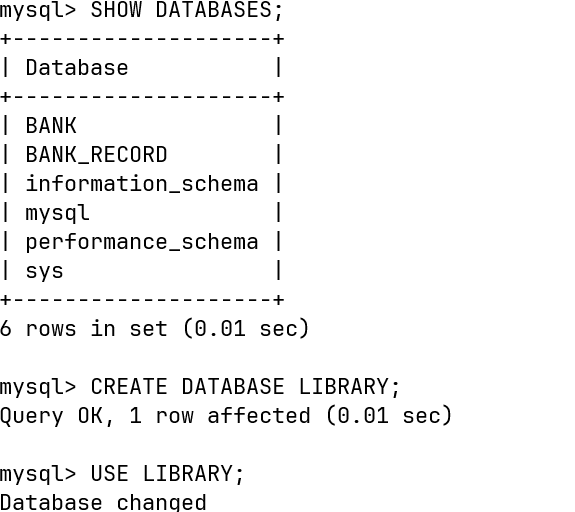 mysql> SHOW DATABASES;
+--------------------+
| Database           |
+--------------------+
| BANK               |
| BANK_RECORD        |
| information_schema |
| mysql              |
| performance_schema |
| sys                |
+--------------------+
6 rows in set (0.01 sec)

mysql> CREATE DATABASE LIBRARY;
Query OK, 1 row affected (0.01 sec)

mysql> USE LIBRARY;
Database changed